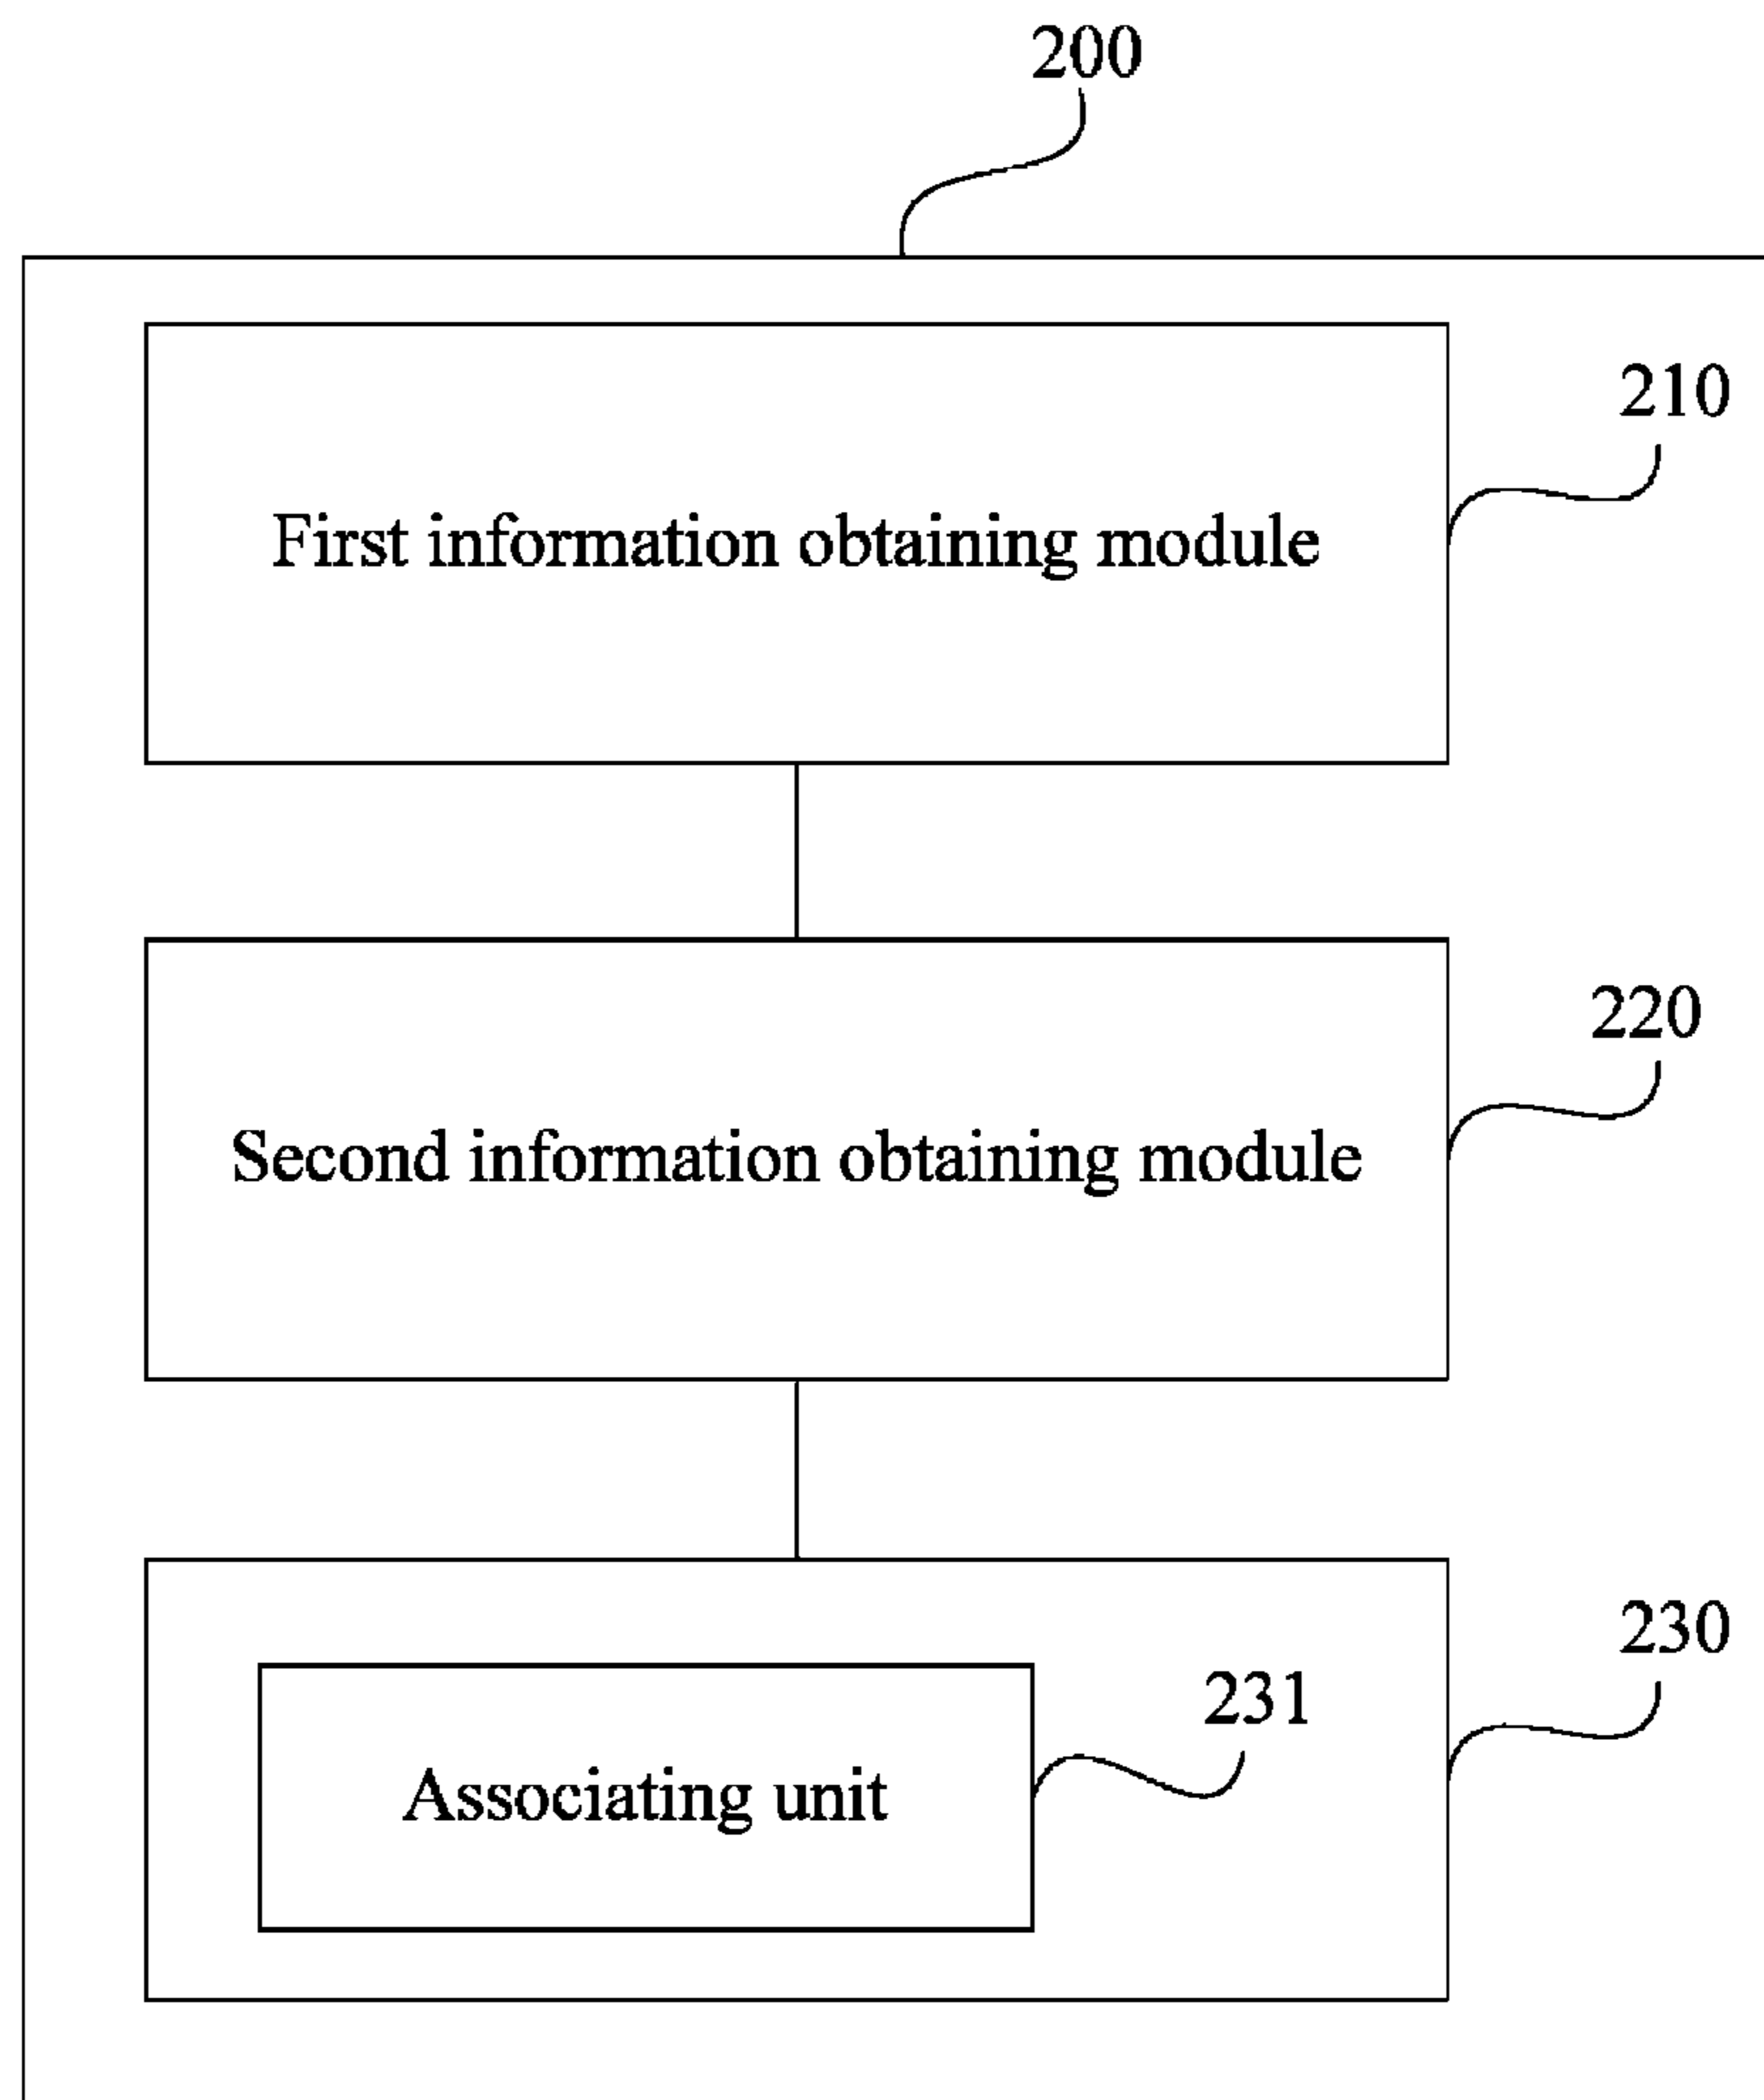 200
210
First information obtaining module
220
Second information obtaining module
230
231
Associating unit